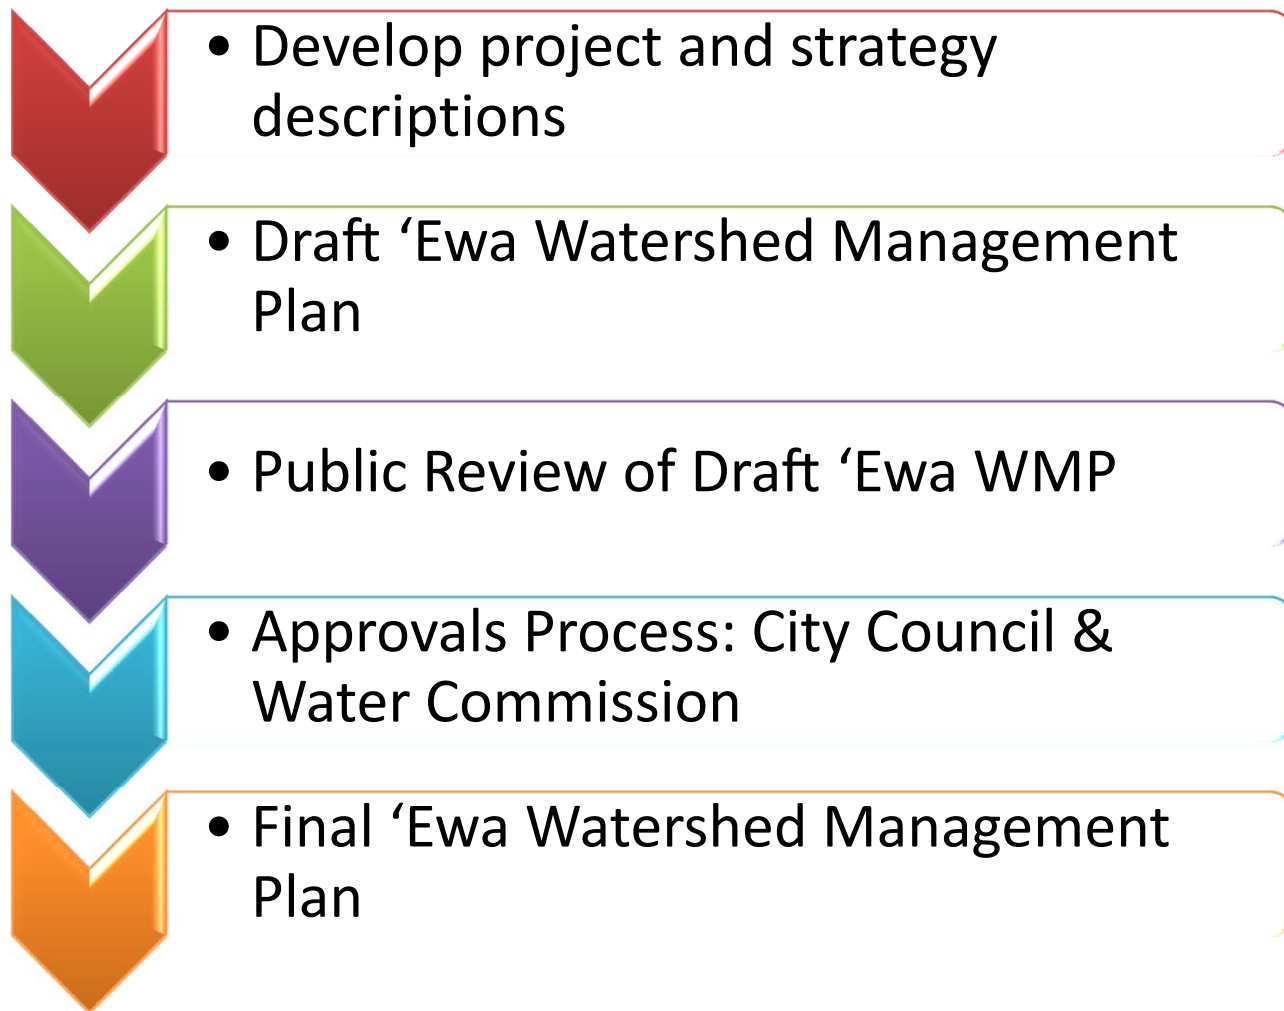 • Develop project and strategy
descriptions
• Draft ‘Ewa Watershed Management
Plan
• Public Review of Draft ‘Ewa WMP
• Approvals Process: City Council &
Water Commission
• Final ‘Ewa Watershed Management
Plan